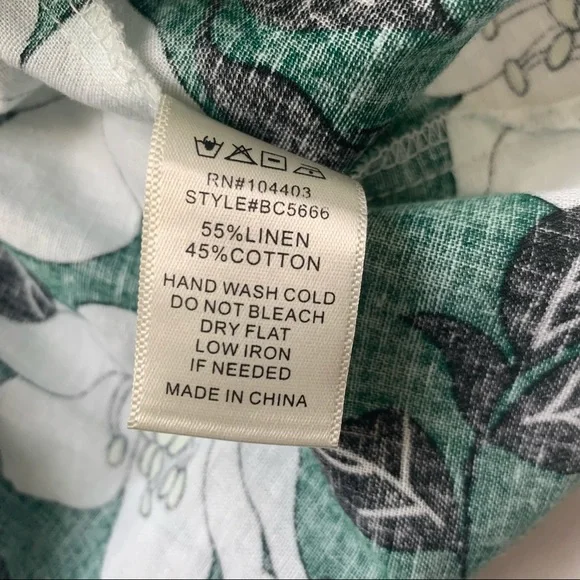 RN#104403
STYLE#BC5666
55%LINEN
45%COTTON
HAND WASH COLD
DO NOT BLEACH
DRY FLAT
LOW IRON
IF NEEDED
MADE IN CHINA